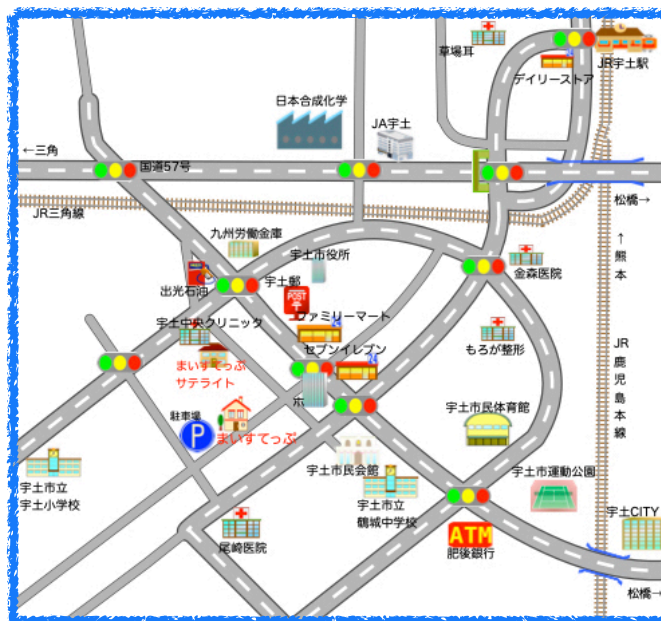 草場耳
JR宇土駅
デイリーストア
日本合成化学
JA宇土
←三角
国道57号
松橋→
JR三角線
九州労働金庫
宇土市役所
↑熊本
金森医院
出光石油
宇土郵
POST
ファミリーマート
24
宇土中央クリニック
セブンイレブン
24
もろが整形
JR鹿児島本線
まいすてっぷ
サテライト
ホ
駐車場
P
まいすてっぷ
宇土市民体育館
宇土市民会館
宇土市立
宇土小学校
宇土市立
鶴城中学校
宇土市運動公園
宇土CITY
尾崎医院
ATM
肥後銀行
松橋→